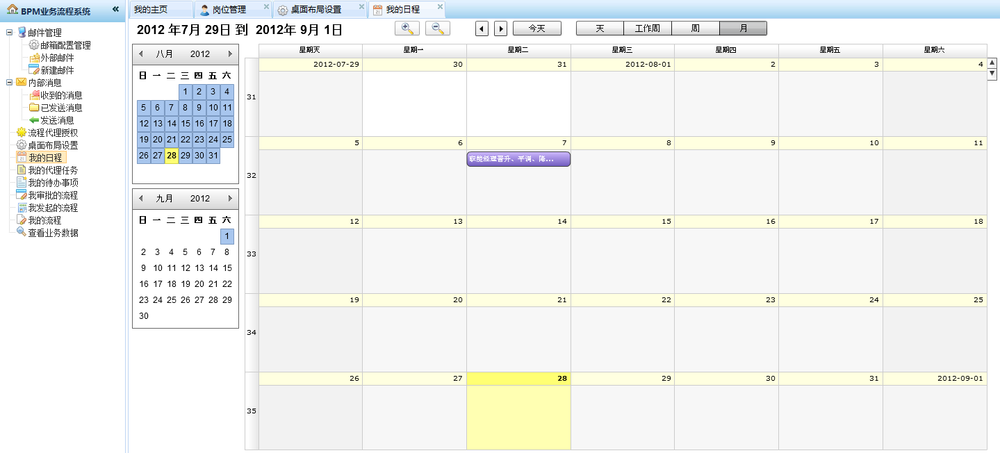 BPM业务流程系统
«
邮件管理
邮箱配置管理
外部邮件
新建邮件
内部消息
收到的消息
已发送消息
发送消息
流程代理授权
桌面布局设置
我的日程
我的代理任务
我的待办事项
我审批的流程
我发起的流程
我的流程
查看业务数据
我的主页 岗位管理 桌面布局设置 我的日程
2012 年7月 29日 到 2012年 9月 1日
今天 天 工作周 周 月
八月 2012
日 一 二 三 四 五 六
1 2 3 4
5 6 7 8 9 10 11
12 13 14 15 16 17 18
19 20 21 22 23 24 25
26 27 28 29 30 31
九月 2012
日 一 二 三 四 五 六
1
2 3 4 5 6 7 8
9 10 11 12 13 14 15
16 17 18 19 20 21 22
23 24 25 26 27 28 29
30
星期天 星期一 星期二 星期三 星期四 星期五 星期六
2012-07-29 30 31 2012-08-01 2 3 4
31
5 6 7 8 9 10 11
职能经理晋升、平调、降...
32
12 13 14 15 16 17 18
33
19 20 21 22 23 24 25
34
26 27 28 29 30 31 2012-09-01
35